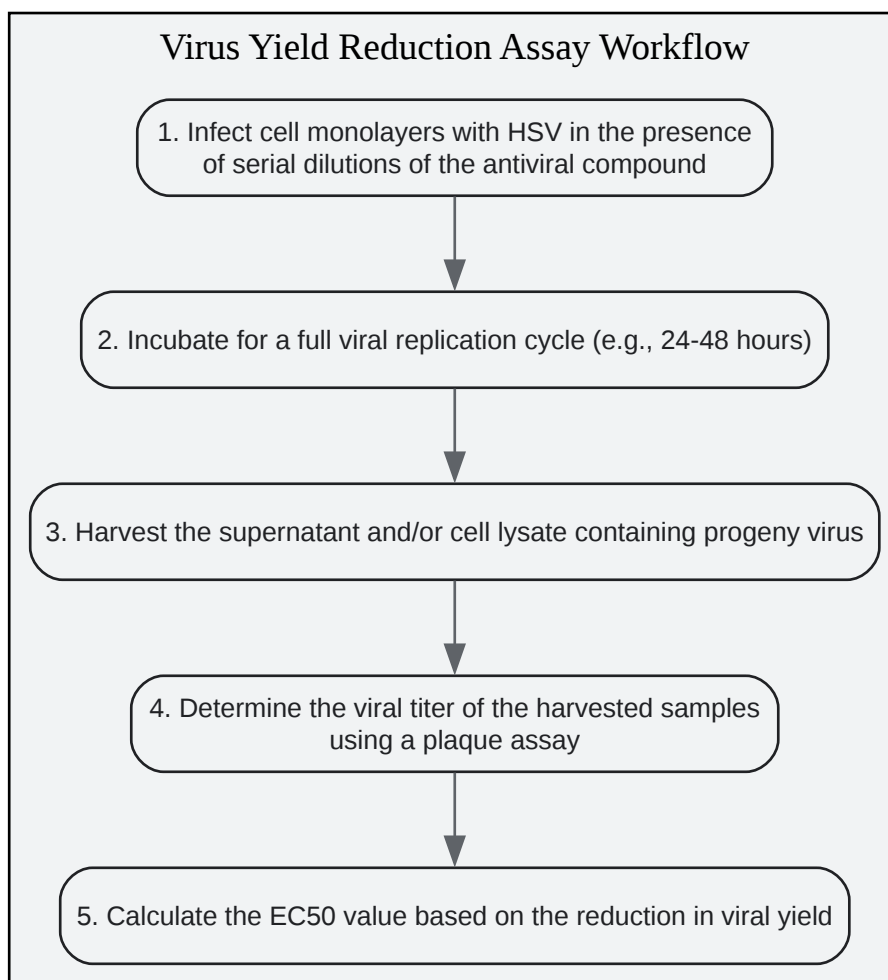 Virus Yield Reduction Assay Workflow
1. Infect cell monolayers with HSV in the presence
of serial dilutions of the antiviral compound
2. Incubate for a full viral replication cycle (e.g., 24-48 hours)
3. Harvest the supernatant and/or cell lysate containing progeny virus
4. Determine the viral titer of the harvested samples
using a plaque assay
5. Calculate the EC50 value based on the reduction in viral yield